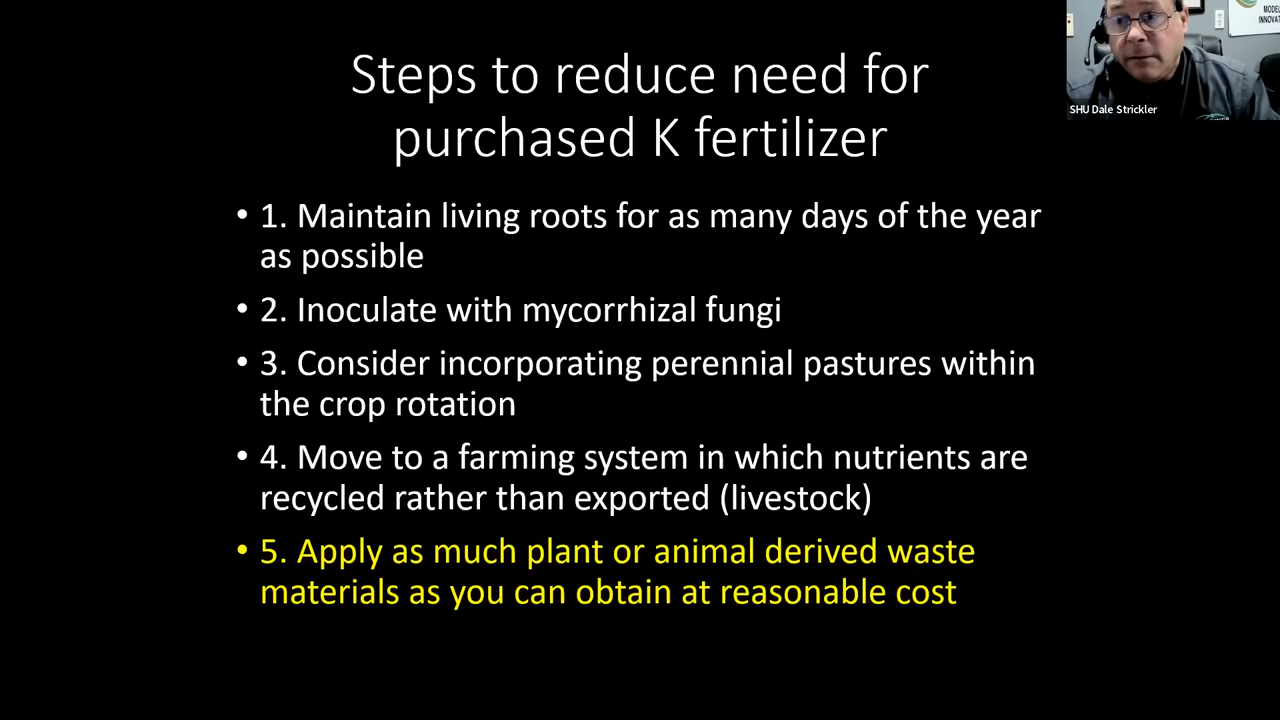 Steps to reduce need for
purchased K fertilizer
• 1. Maintain living roots for as many days of the year
as possible
• 2. Inoculate with mycorrhizal fungi
• 3. Consider incorporating perennial pastures within
the crop rotation
• 4. Move to a farming system in which nutrients are
recycled rather than exported (livestock)
• 5. Apply as much plant or animal derived waste
materials as you can obtain at reasonable cost
SHU Dale Strickler